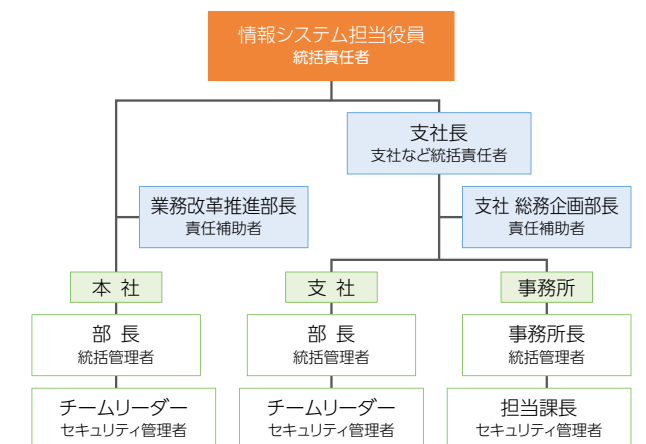 情報システム担当役員
統括責任者
支社長
支社など統括責任者
業務改革推進部長
責任補助者
支社 総務企画部長
責任補助者
本 社
支 社
事務所
部 長
統括管理者
部 長
統括管理者
事務所長
統括管理者
チームリーダー
セキュリティ管理者
チームリーダー
セキュリティ管理者
担当課長
セキュリティ管理者